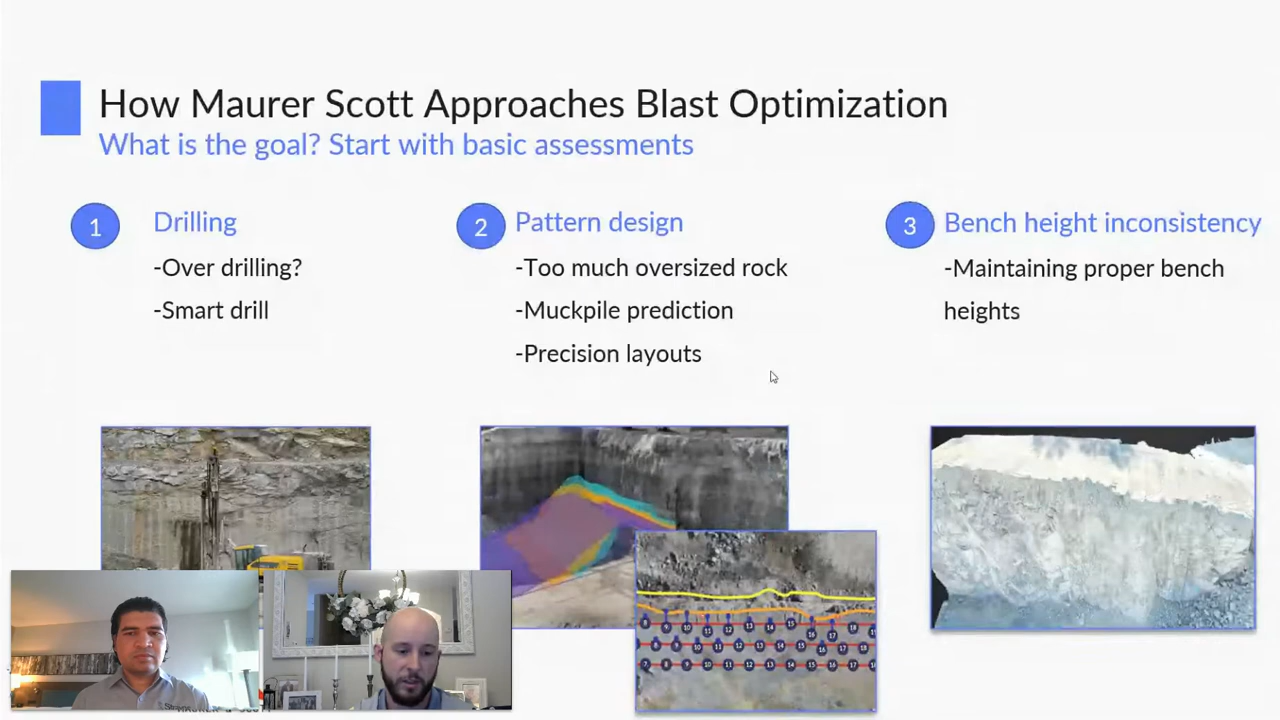 How Maurer Scott Approaches Blast Optimization
What is the goal? Start with basic assessments
1 Drilling
-Over drilling?
-Smart drill
2 Pattern design
-Too much oversized rock
-Muckpile prediction
-Precision layouts
3 Bench height inconsistency
-Maintaining proper bench
heights